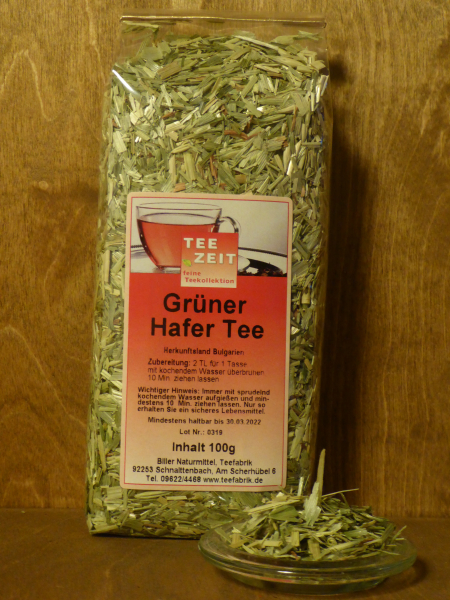 TEE
ZEIT
feine
Teekollektion
Grüner
Hafer Tee
Herkunftsland Bulgarien
Zubereitung: 2 TL für 1 Tasse
mit kochendem Wasser überbrühen
10 Min. ziehen lassen
Wichtiger Hinweis: Immer mit sprudelnd
kochendem Wasser aufgießen und min-
destens 10 Min. ziehen lassen. Nur so
erhalten Sie ein sicheres Lebensmittel.
Mindestens haltbar bis 30.03.2022
Lot Nr.: 0319
Inhalt 100g
Biller Naturmittel, Teefabrik
92253 Schnaittenbach, Am Scherhübel 6
Tel. 09622/4468 www.teefabrik.de